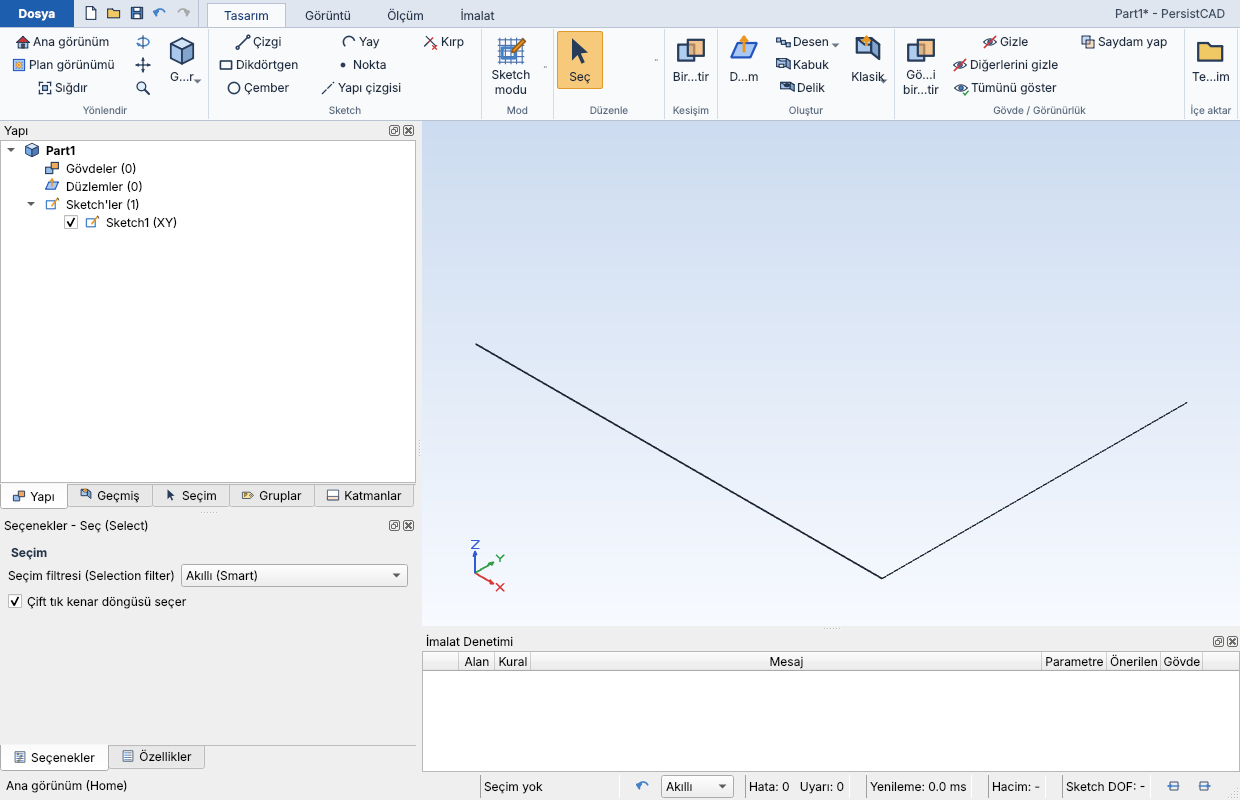 Dosya
Tasarım Görüntü Ölçüm İmalat
Part1* - PersistCAD
Ana görünüm
Plan görünümü
Sığdır
G...r
Yönlendir
Çizgi Yay Kırp
Dikdörtgen Nokta
Çember Yapı çizgisi
Sketch
Sketch
modu
Mod
Seç
Düzenle
Bir...tir
Kesişim
D...m
Desen
Kabuk
Delik
Klasik
Oluştur
Gö...i
bir...tir
Gizle Saydam yap
Diğerlerini gizle
Tümünü göster
Gövde / Görünürlük
Te...im
İçe aktar
Yapı
Part1
Gövdeler (0)
Düzlemler (0)
Sketch'ler (1)
Sketch1 (XY)
Yapı Geçmiş Seçim Gruplar Katmanlar
Seçenekler - Seç (Select)
Seçim
Seçim filtresi (Selection filter) Akıllı (Smart)
Çift tık kenar döngüsü seçer
Seçenekler Özellikler
Z
Y
X
İmalat Denetimi
Alan Kural Mesaj Parametre Önerilen Gövde
Ana görünüm (Home) Seçim yok Akıllı Hata: 0 Uyarı: 0 Yenileme: 0.0 ms Hacim: - Sketch DOF: -